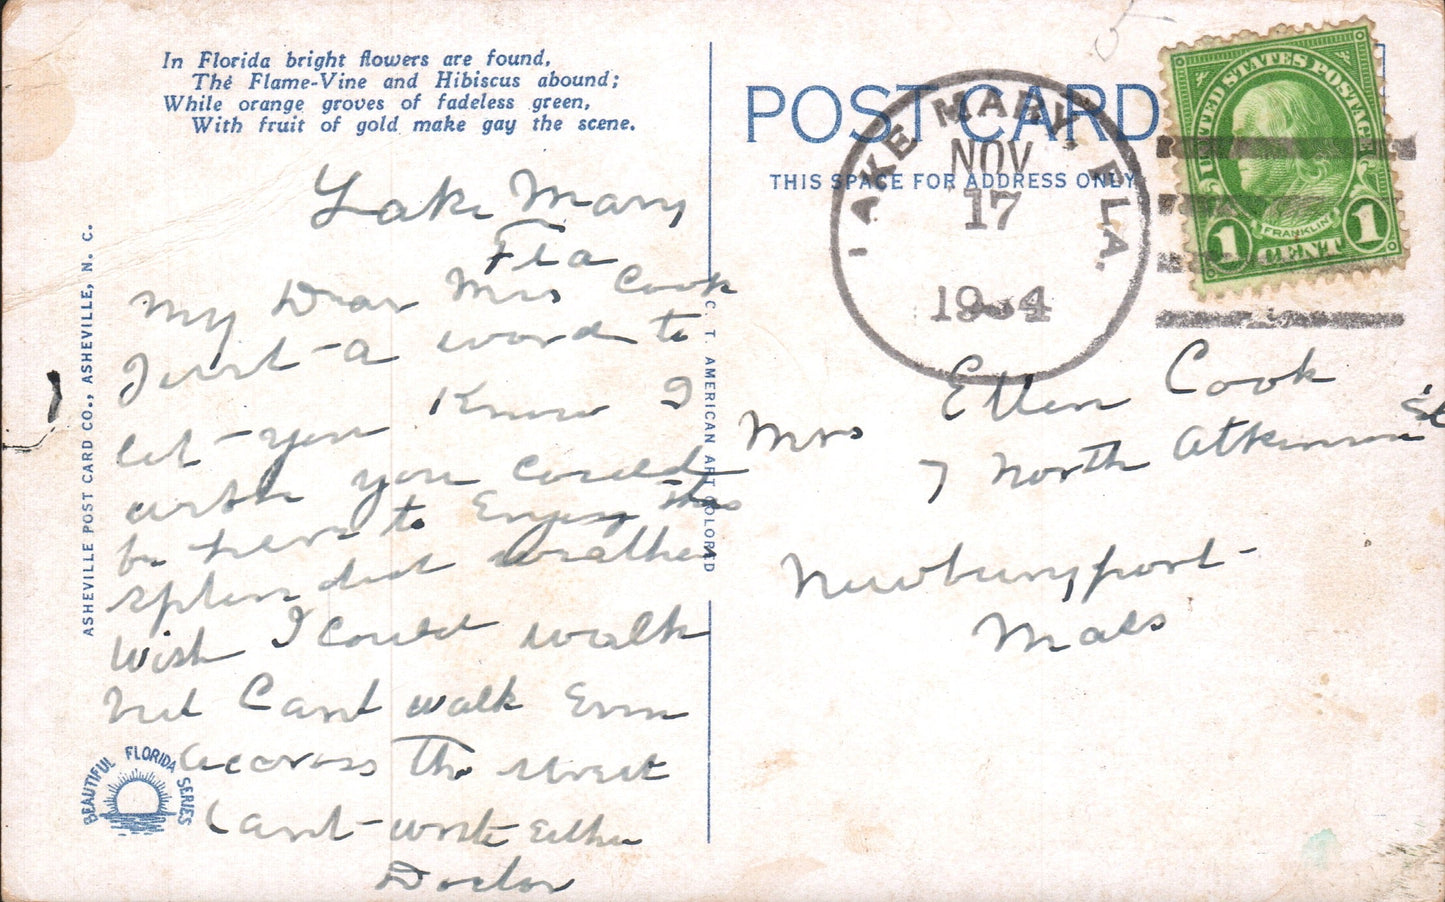 In Florida bright flowers are found,
The Flame-Vine and Hibiscus abound;
While orange groves of fadeless green,
With fruit of gold make gay the scene.
Lake Mary
Fla
My Dear Mrs Cook
Just a word to
let you Know I
wish you could
be here to Enjoy this
splendid weather
Wish I could walk
but Cant walk Even
accross the street
Cant write Either
Doctor
ASHEVILLE POST CARD CO., ASHEVILLE, N. C.
BEAUTIFUL FLORIDA SERIES
C. T. AMERICAN ART COLORED
POST CARD
THIS SPACE FOR ADDRESS ONLY
LAKE MARY, FLA.
NOV
17
1934
UNITED STATES POSTAGE
FRANKLIN
1 CENT 1
Mrs Ellen Cook
7 North Atkinson St
Newburyport
Mass